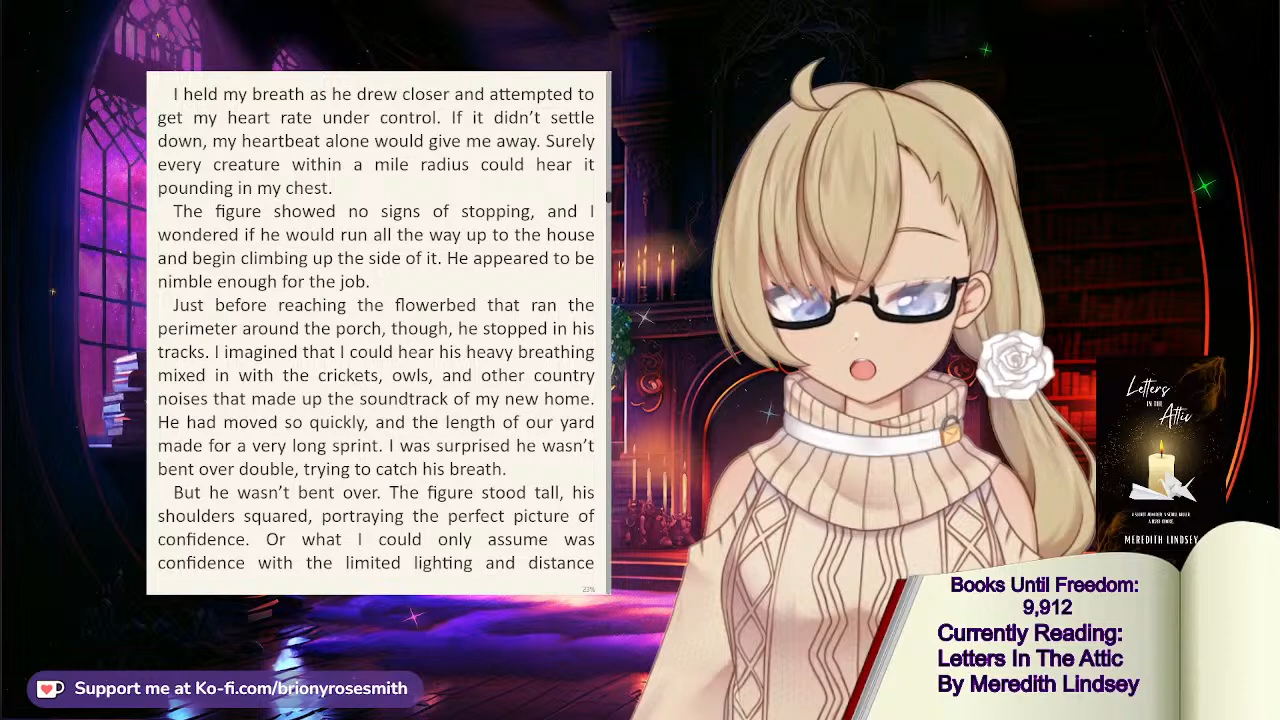 I held my breath as he drew closer and attempted to
get my heart rate under control. If it didn’t settle
down, my heartbeat alone would give me away. Surely
every creature within a mile radius could hear it
pounding in my chest.
The figure showed no signs of stopping, and I
wondered if he would run all the way up to the house
and begin climbing up the side of it. He appeared to be
nimble enough for the job.
Just before reaching the flowerbed that ran the
perimeter around the porch, though, he stopped in his
tracks. I imagined that I could hear his heavy breathing
mixed in with the crickets, owls, and other country
noises that made up the soundtrack of my new home.
He had moved so quickly, and the length of our yard
made for a very long sprint. I was surprised he wasn’t
bent over double, trying to catch his breath.
But he wasn’t bent over. The figure stood tall, his
shoulders squared, portraying the perfect picture of
confidence. Or what I could only assume was
confidence with the limited lighting and distance
23%
Letters
IN THE
Attic
MEREDITH LINDSEY
Books Until Freedom:
9,912
Currently Reading:
Letters In The Attic
By Meredith Lindsey
Support me at Ko-fi.com/brionyrosesmith